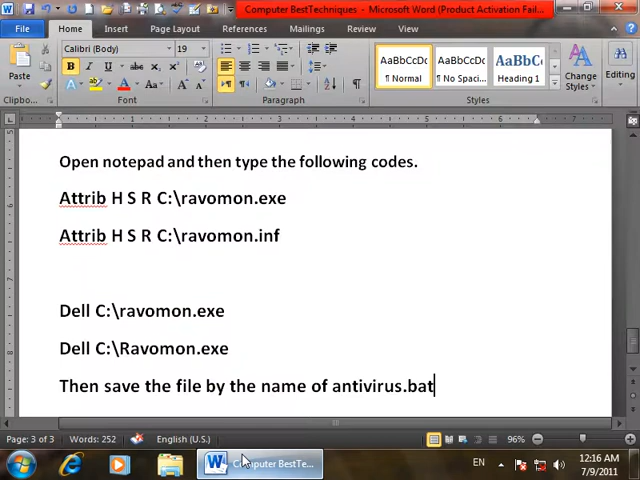 Computer BestTechniques - Microsoft Word (Product Activation Fail...
File Home Insert Page Layout References Mailings Review View
Calibri (Body) 19
Paste
AaBbCcDc AaBbCcDc AaBbCc
¶ Normal ¶ No Spaci... Heading 1
Change Styles
Editing
Clipbo... Font Paragraph Styles
Open notepad and then type the following codes.
Attrib H S R C:\ravomon.exe
Attrib H S R C:\ravomon.inf
Dell C:\ravomon.exe
Dell C:\Ravomon.exe
Then save the file by the name of antivirus.bat
Page: 3 of 3 Words: 252 English (U.S.) 96%
Computer BestTe... EN 12:16 AM
7/9/2011